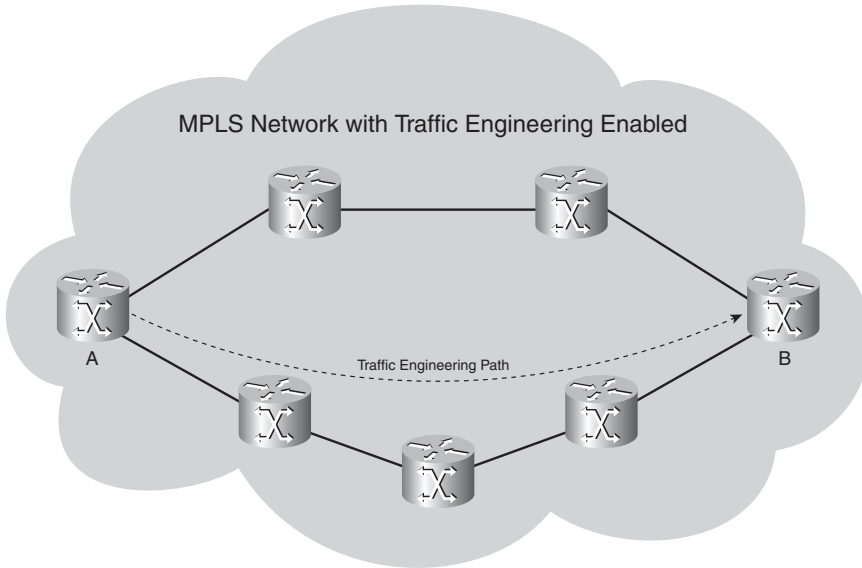 MPLS Network with Traffic Engineering Enabled
A
B
Traffic Engineering Path